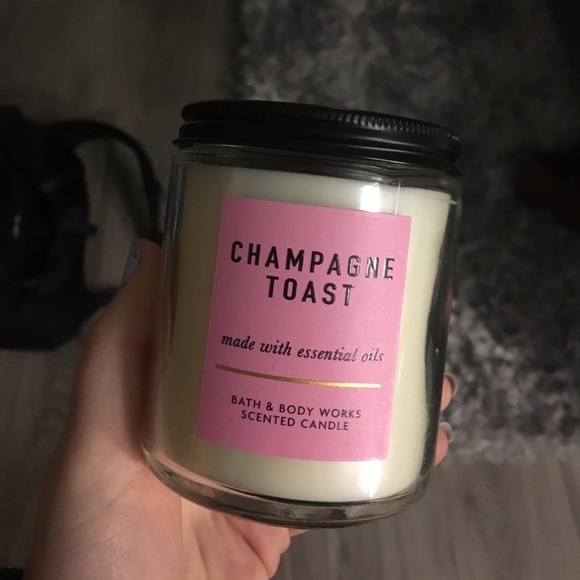 CHAMPAGNE
TOAST
made with essential oils
BATH & BODY WORKS
SCENTED CANDLE